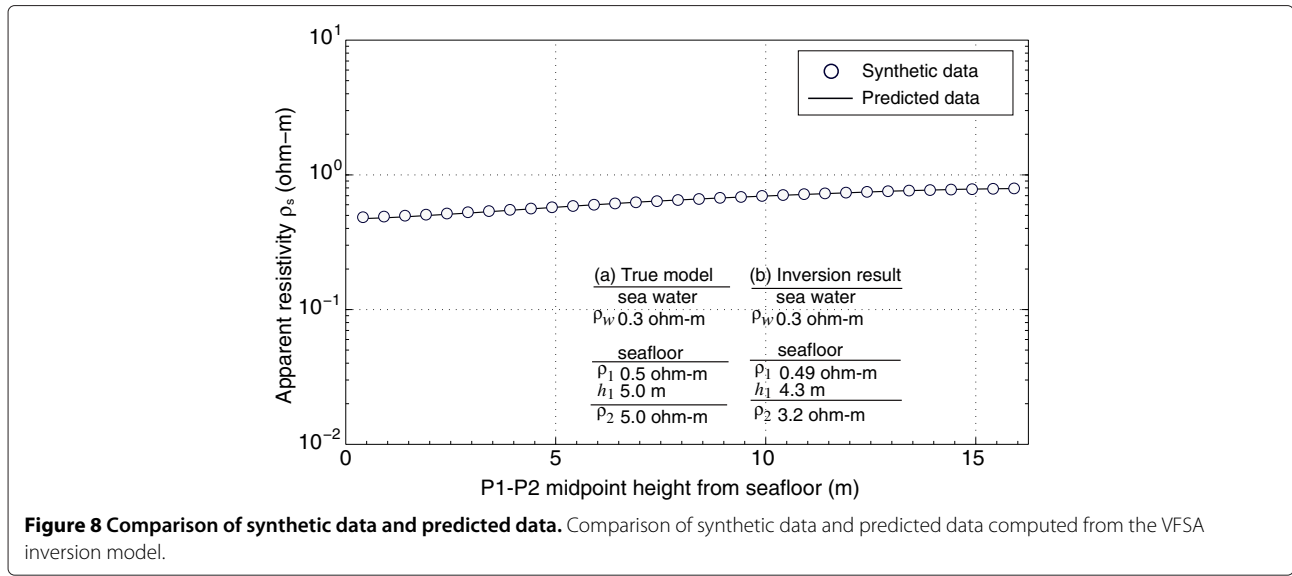 10¹
10⁰
10⁻¹
10⁻²
Apparent resistivity ρₛ (ohm−m)
Synthetic data
Predicted data
(a) True model
sea water
ρw 0.3 ohm-m
seafloor
ρ₁ 0.5 ohm-m
h₁ 5.0 m
ρ₂ 5.0 ohm-m
(b) Inversion result
sea water
ρw 0.3 ohm-m
seafloor
ρ₁ 0.49 ohm-m
h₁ 4.3 m
ρ₂ 3.2 ohm-m
0 5 10 15
P1-P2 midpoint height from seafloor (m)
Figure 8 Comparison of synthetic data and predicted data. Comparison of synthetic data and predicted data computed from the VFSA
inversion model.